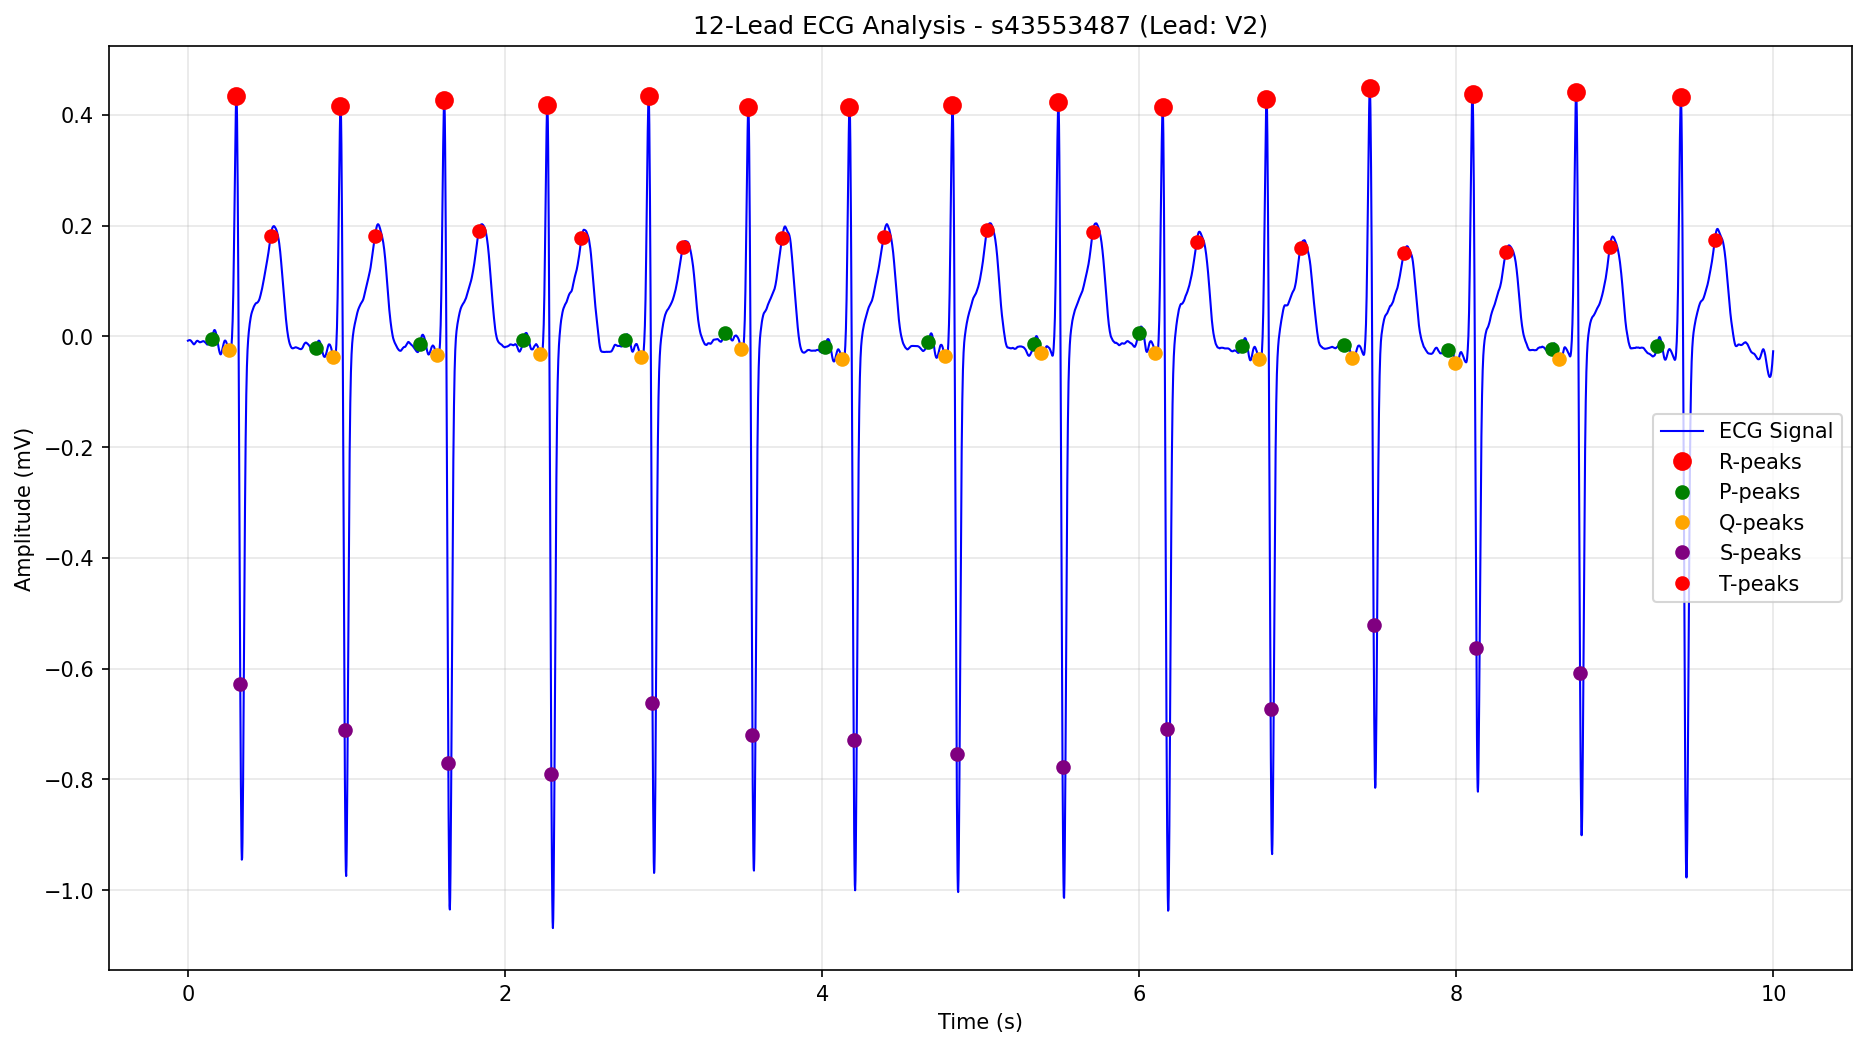 12-Lead ECG Analysis - s43553487 (Lead: V2)
Amplitude (mV)
0.4
0.2
0.0
−0.2
−0.4
−0.6
−0.8
−1.0
ECG Signal
R-peaks
P-peaks
Q-peaks
S-peaks
T-peaks
0 2 4 6 8 10
Time (s)